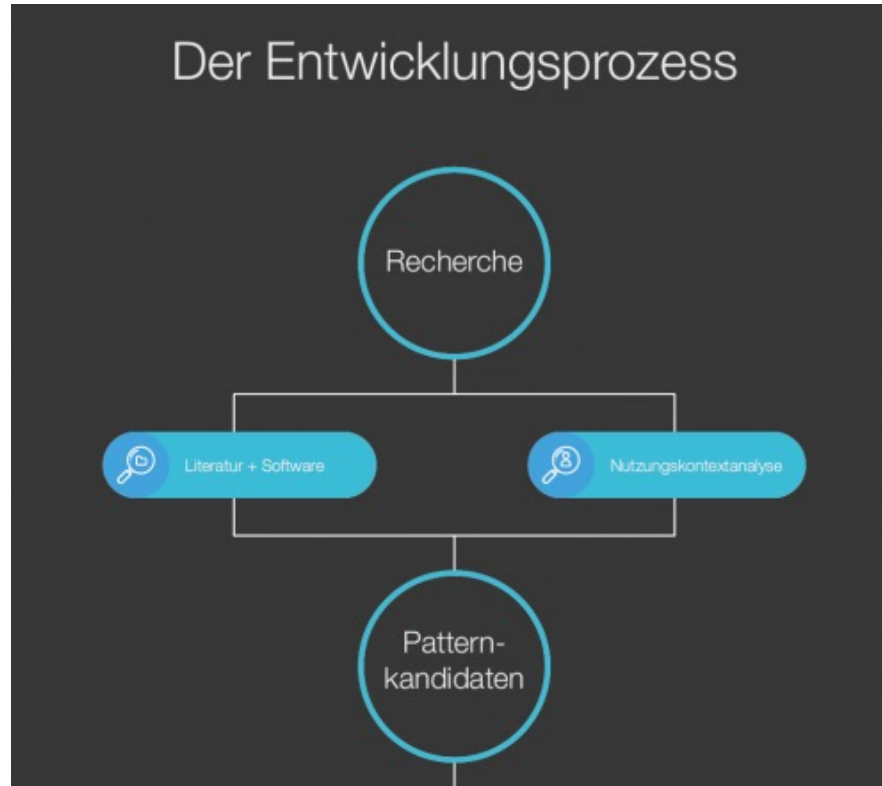 Der Entwicklungsprozess
Recherche
Literatur + Software
Nutzungskontextanalyse
Pattern-
kandidaten